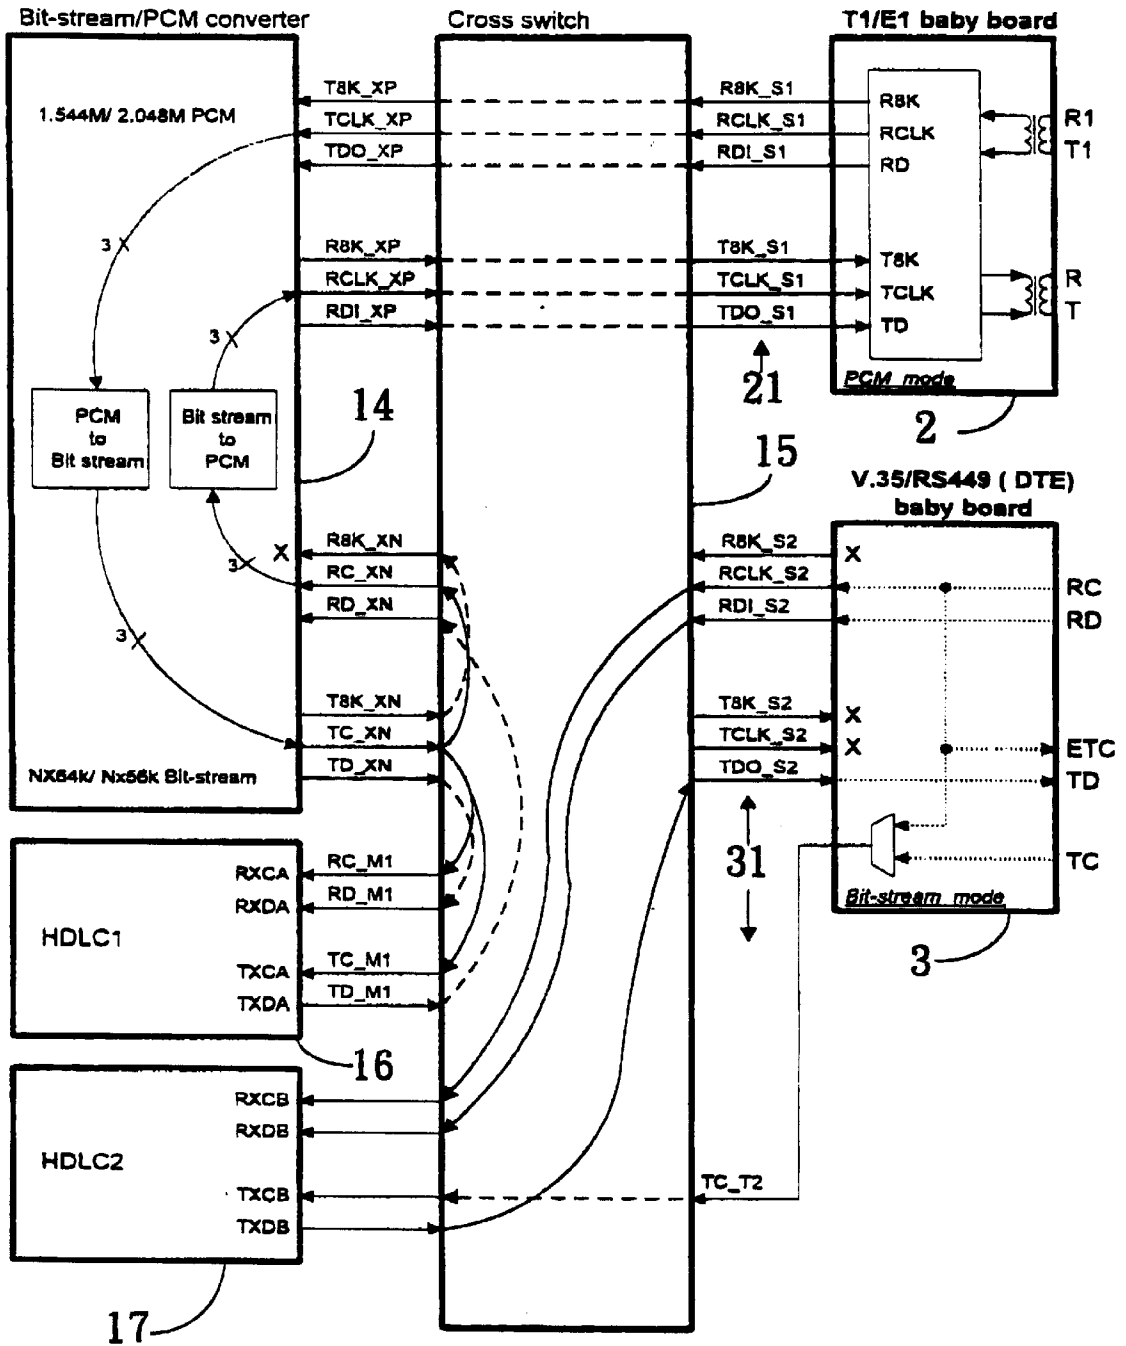 Bit-stream/PCM converter
Cross switch
T1/E1 baby board
1.544M/ 2.048M PCM
T8K_XP
TCLK_XP
TDO_XP
R8K_S1
RCLK_S1
RDI_S1
R8K
RCLK
RD
R1
T1
3
R8K_XP
RCLK_XP
RDI_XP
T8K_S1
TCLK_S1
TDO_S1
T8K
TCLK
TD
R
T
3
PCM mode
21
2
14
15
PCM
to
Bit stream
Bit stream
to
PCM
V.35/RS449 ( DTE)
baby board
X
3
R8K_XN
RC_XN
RD_XN
R8K_S2
RCLK_S2
RDI_S2
X
RC
RD
3
T8K_XN
TC_XN
TD_XN
T8K_S2
TCLK_S2
TDO_S2
X
X
ETC
TD
TC
NX64k/ Nx56k Bit-stream
31
Bit-stream mode
3
HDLC1
RXCA
RXDA
TXCA
TXDA
RC_M1
RD_M1
TC_M1
TD_M1
16
HDLC2
RXCB
RXDB
TXCB
TXDB
TC_T2
17